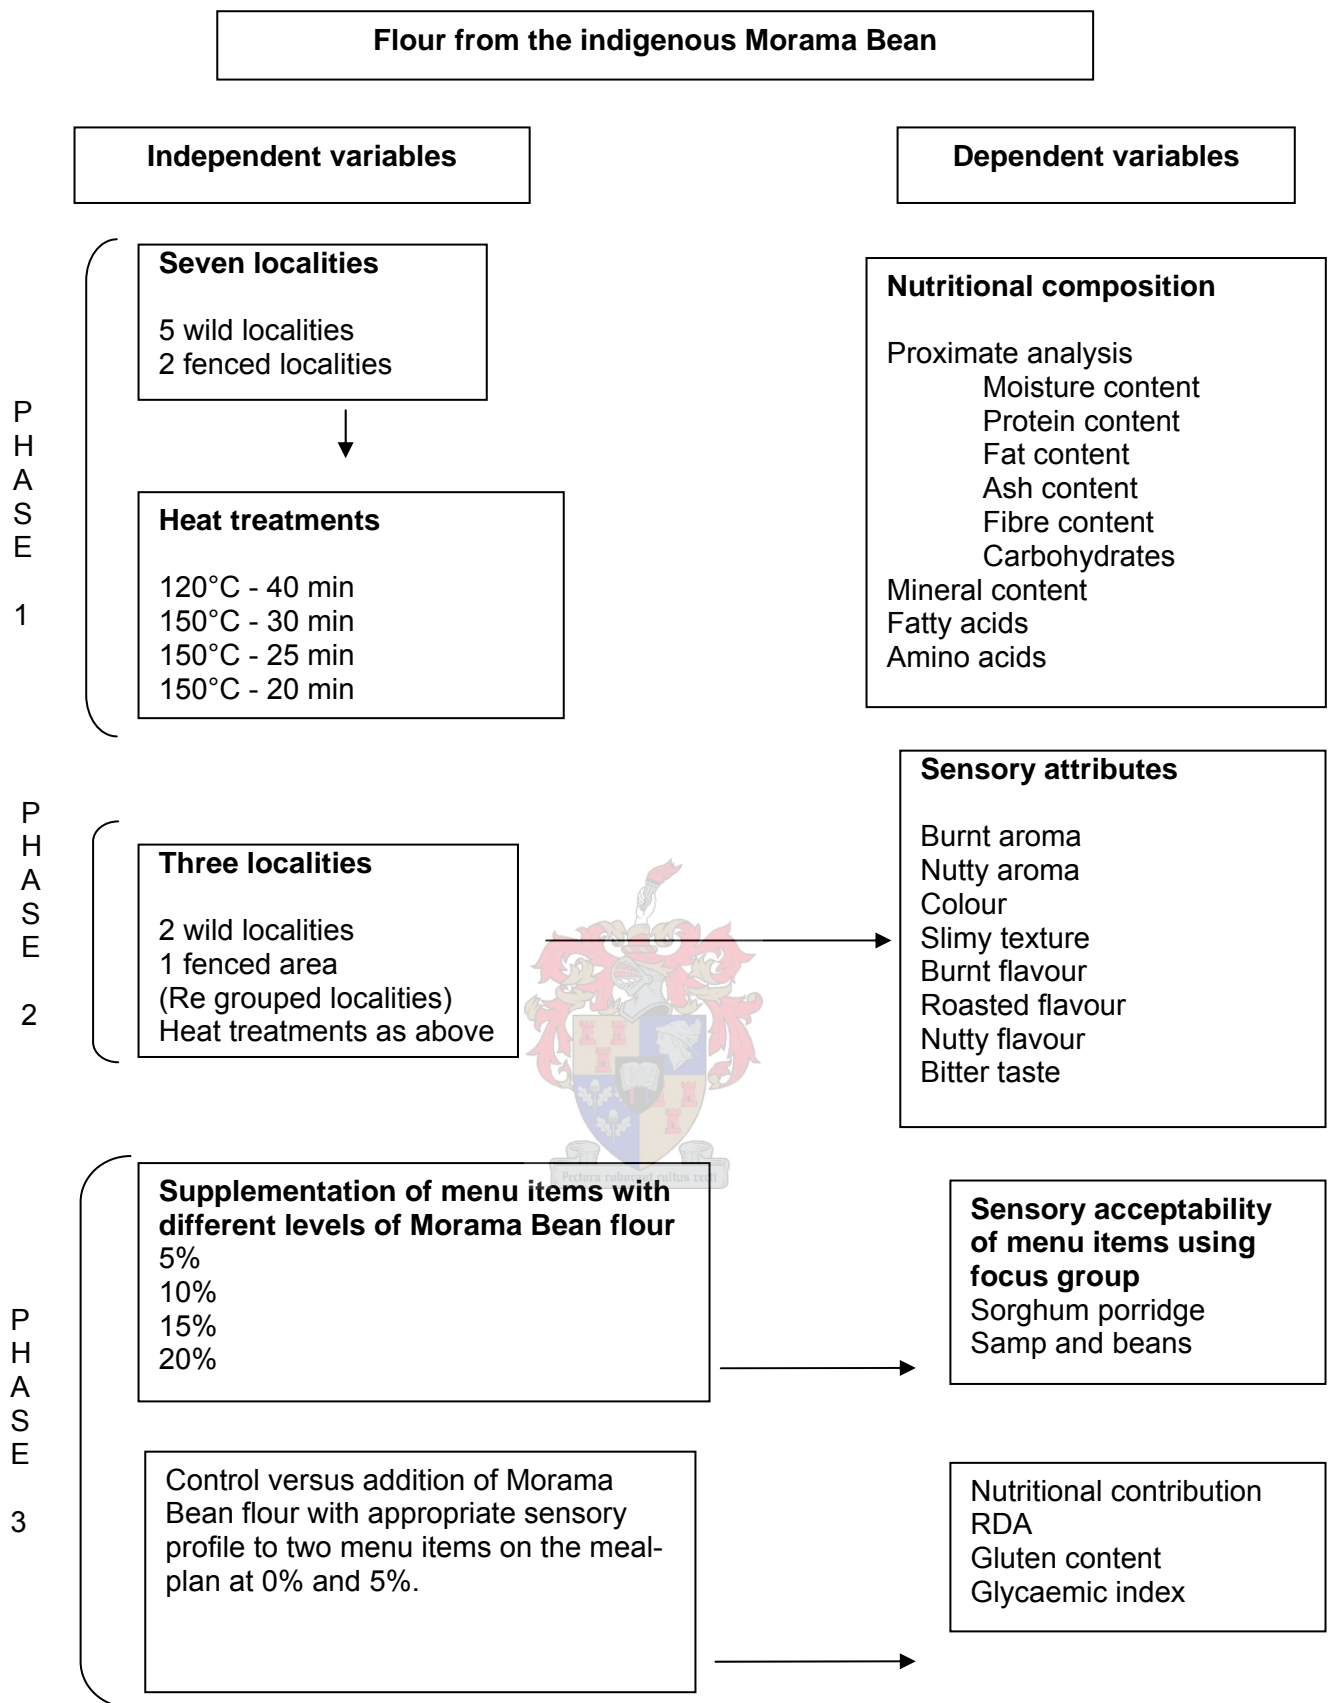 Flour from the indigenous Morama Bean
Independent variables
Dependent variables
PHASE 1
Seven localities
5 wild localities
2 fenced localities
Heat treatments
120°C - 40 min
150°C - 30 min
150°C - 25 min
150°C - 20 min
Nutritional composition
Proximate analysis
Moisture content
Protein content
Fat content
Ash content
Fibre content
Carbohydrates
Mineral content
Fatty acids
Amino acids
PHASE 2
Three localities
2 wild localities
1 fenced area
(Re grouped localities)
Heat treatments as above
Sensory attributes
Burnt aroma
Nutty aroma
Colour
Slimy texture
Burnt flavour
Roasted flavour
Nutty flavour
Bitter taste
Pectora roborant cultus recti
PHASE 3
Supplementation of menu items with
different levels of Morama Bean flour
5%
10%
15%
20%
Sensory acceptability
of menu items using
focus group
Sorghum porridge
Samp and beans
Control versus addition of Morama
Bean flour with appropriate sensory
profile to two menu items on the meal-
plan at 0% and 5%.
Nutritional contribution
RDA
Gluten content
Glycaemic index